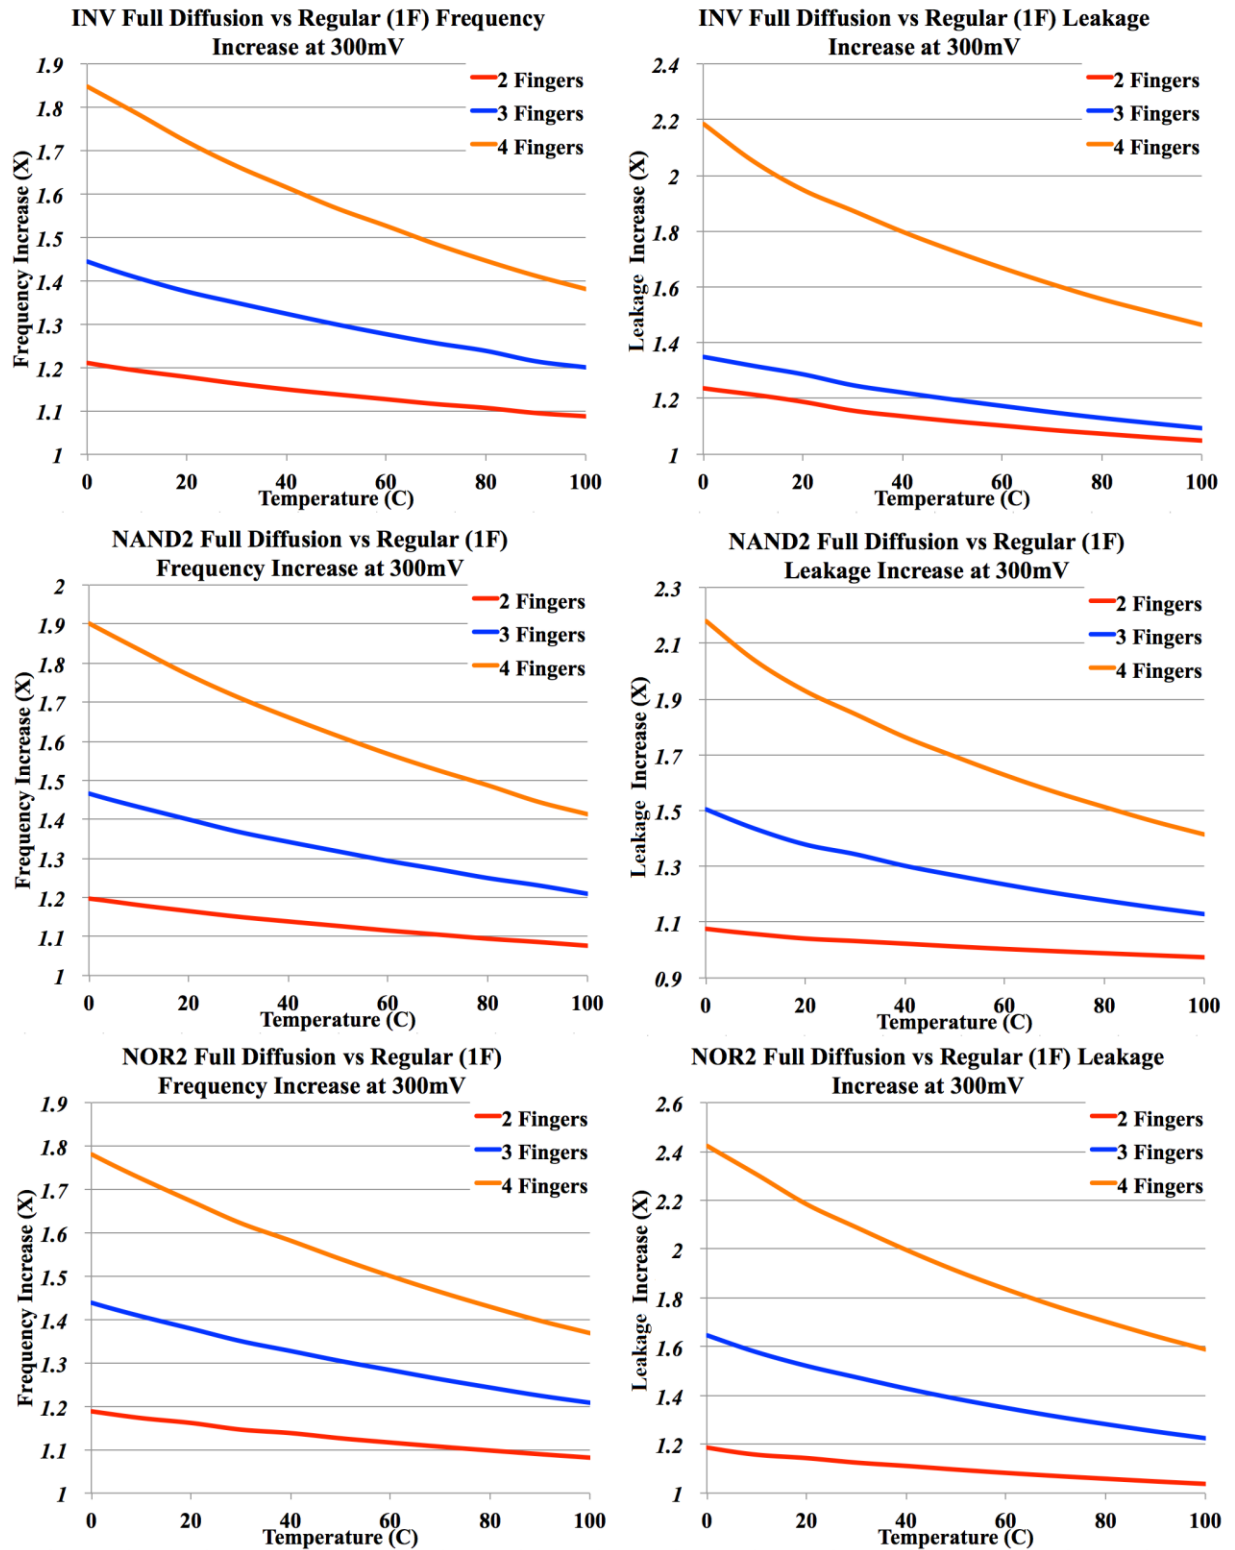 INV Full Diffusion vs Regular (1F) Frequency
Increase at 300mV
1.9
1.8
1.7
1.6
1.5
1.4
1.3
1.2
1.1
1
Frequency Increase (X)
2 Fingers
3 Fingers
4 Fingers
0 20 40 60 80 100
Temperature (C)
INV Full Diffusion vs Regular (1F) Leakage
Increase at 300mV
2.4
2.2
2
1.8
1.6
1.4
1.2
1
Leakage Increase (X)
2 Fingers
3 Fingers
4 Fingers
0 20 40 60 80 100
Temperature (C)
NAND2 Full Diffusion vs Regular (1F)
Frequency Increase at 300mV
2
1.9
1.8
1.7
1.6
1.5
1.4
1.3
1.2
1.1
1
Frequency Increase (X)
2 Fingers
3 Fingers
4 Fingers
0 20 40 60 80 100
Temperature (C)
NAND2 Full Diffusion vs Regular (1F)
Leakage Increase at 300mV
2.3
2.1
1.9
1.7
1.5
1.3
1.1
0.9
Leakage Increase (X)
2 Fingers
3 Fingers
4 Fingers
0 20 40 60 80 100
Temperature (C)
NOR2 Full Diffusion vs Regular (1F)
Frequency Increase at 300mV
1.9
1.8
1.7
1.6
1.5
1.4
1.3
1.2
1.1
1
Frequency Increase (X)
2 Fingers
3 Fingers
4 Fingers
0 20 40 60 80 100
Temperature (C)
NOR2 Full Diffusion vs Regular (1F) Leakage
Increase at 300mV
2.6
2.4
2.2
2
1.8
1.6
1.4
1.2
1
Leakage Increase (X)
2 Fingers
3 Fingers
4 Fingers
0 20 40 60 80 100
Temperature (C)